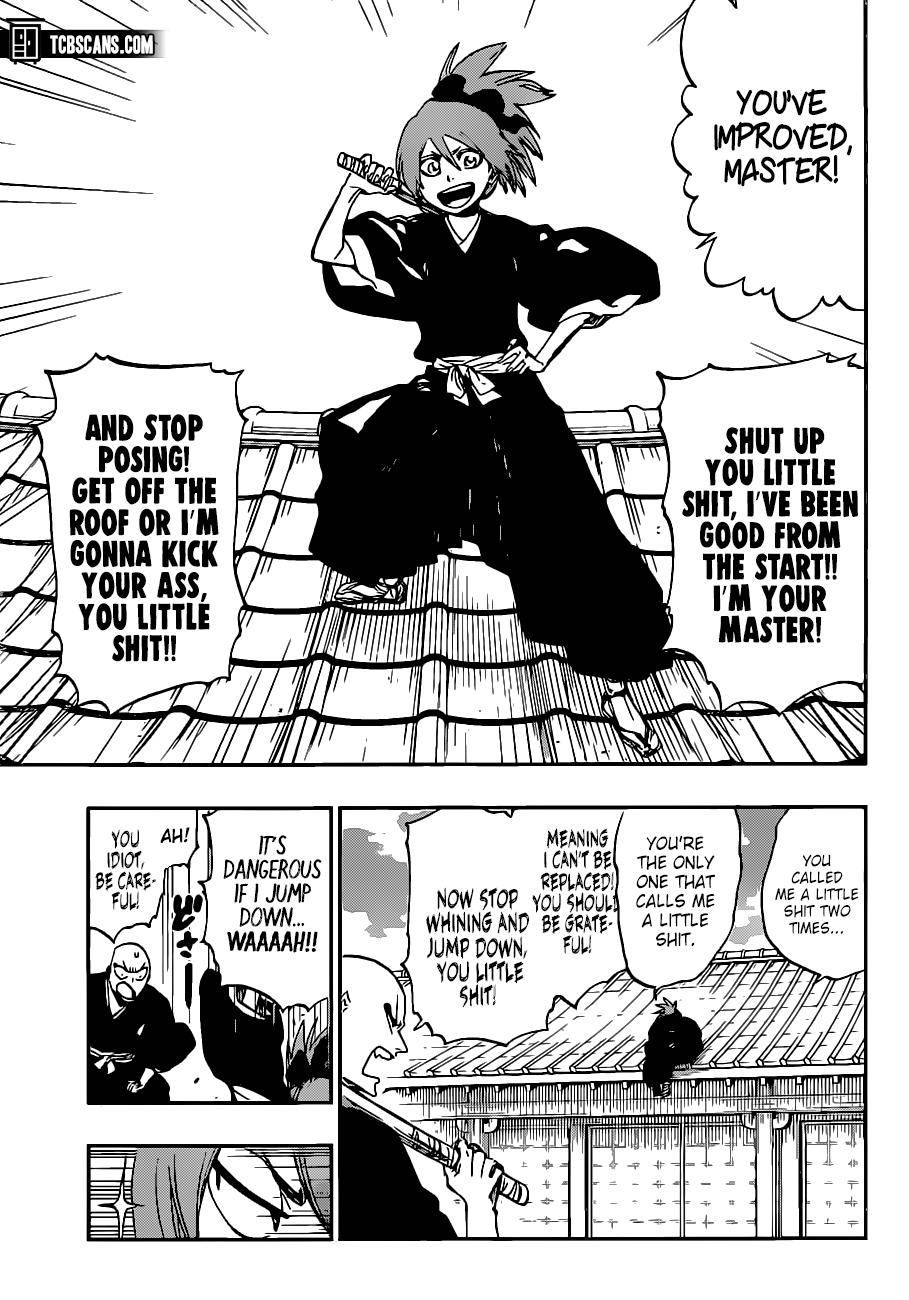 TCBSCANS.COM
YOU'VE
IMPROVED,
MASTER!
SHUT UP
YOU LITTLE
SHIT, I'VE BEEN
GOOD FROM
THE START!!
I'M YOUR
MASTER!
AND STOP
POSING!
GET OFF THE
ROOF OR I'M
GONNA KICK
YOUR ASS,
YOU LITTLE
SHIT!!
YOU
CALLED
ME A LITTLE
SHIT TWO
TIMES...
YOU'RE
THE ONLY
ONE THAT
CALLS ME
A LITTLE
SHIT.
MEANING
I CAN'T BE
REPLACED!
YOU SHOULD
BE GRATE-
FUL!
NOW STOP
WHINING AND
JUMP DOWN,
YOU LITTLE
SHIT!
IT'S
DANGEROUS
IF I JUMP
DOWN...
WAAAAH!!
AH!
YOU
IDIOT,
BE CARE-
FUL!